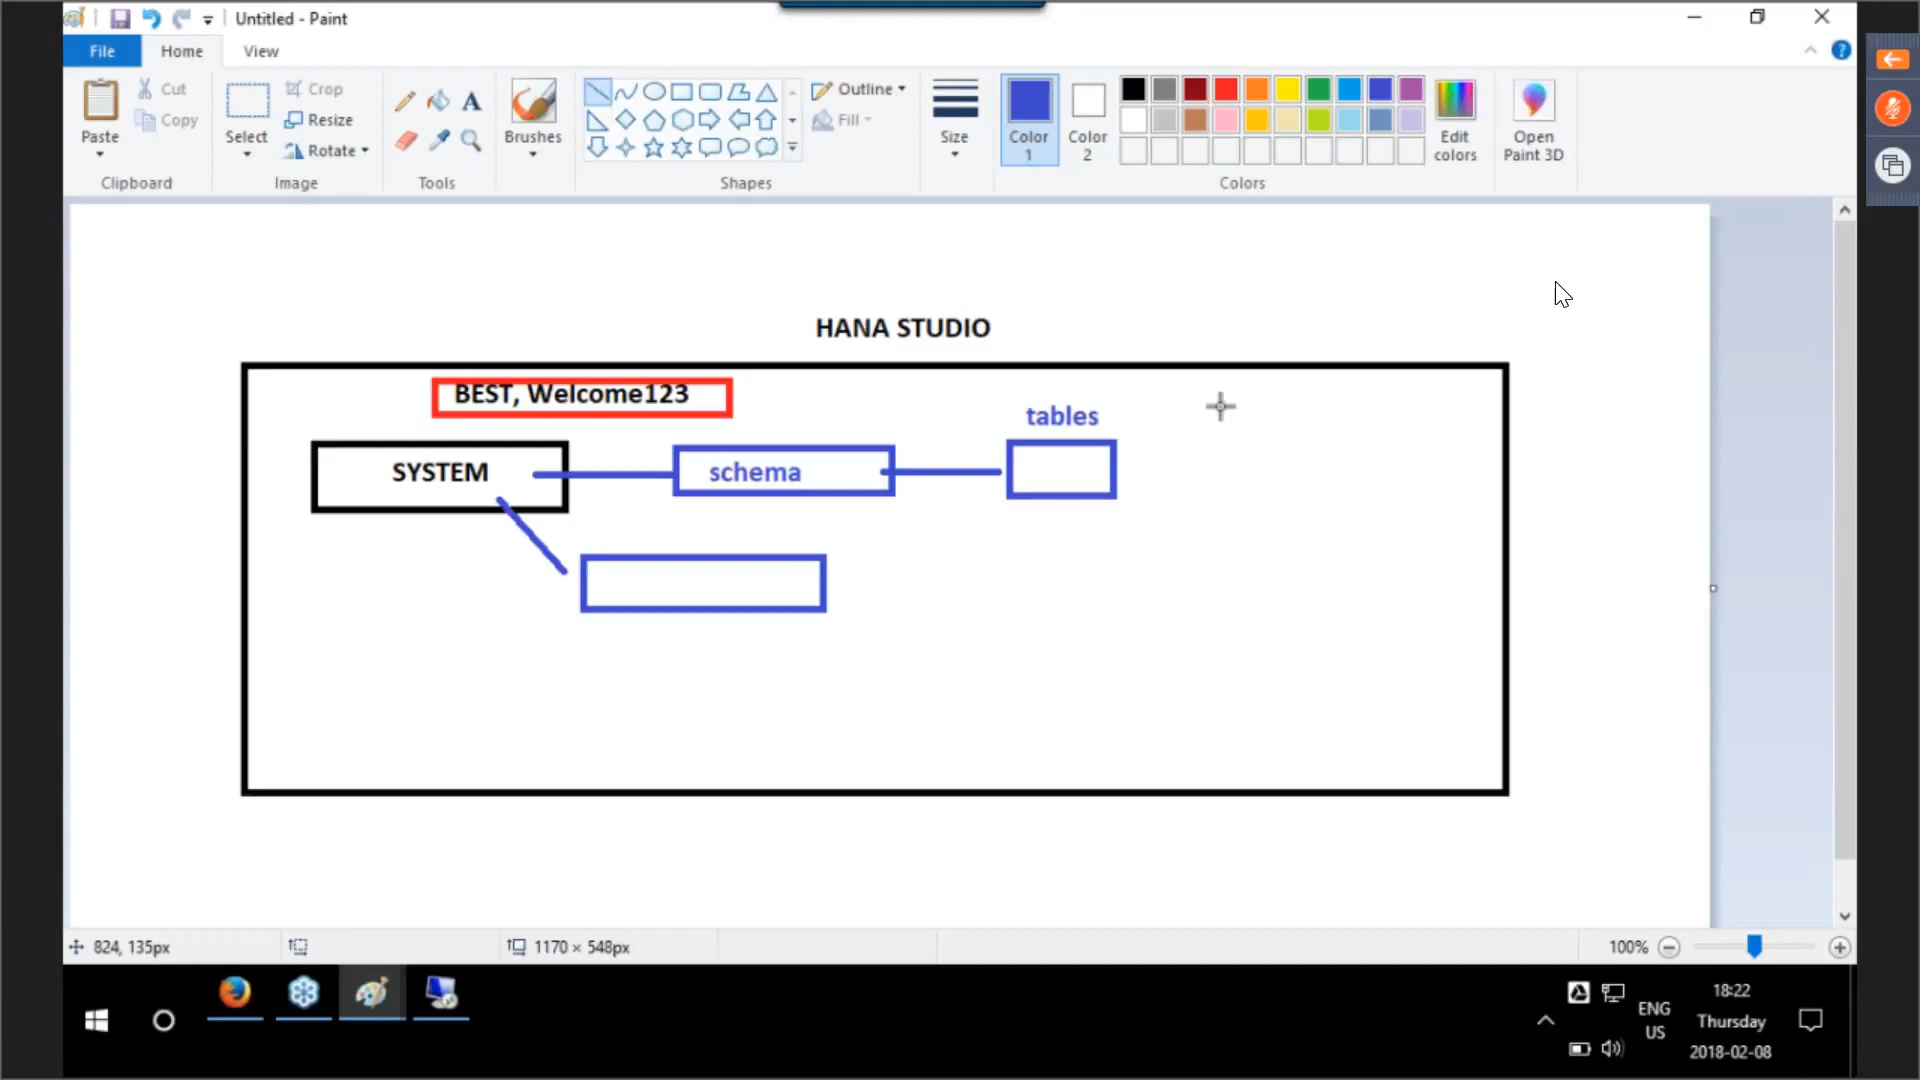 Untitled - Paint
File Home View
Paste
Cut
Copy
Clipboard
Select
Crop
Resize
Rotate
Image
Tools
Brushes
Shapes
Outline
Fill
Size
Color 1
Color 2
Edit colors
Colors
Open Paint 3D
HANA STUDIO
BEST, Welcome123
tables
SYSTEM
schema
824, 135px
1170 × 548px
100%
ENG
US
18:22
Thursday
2018-02-08